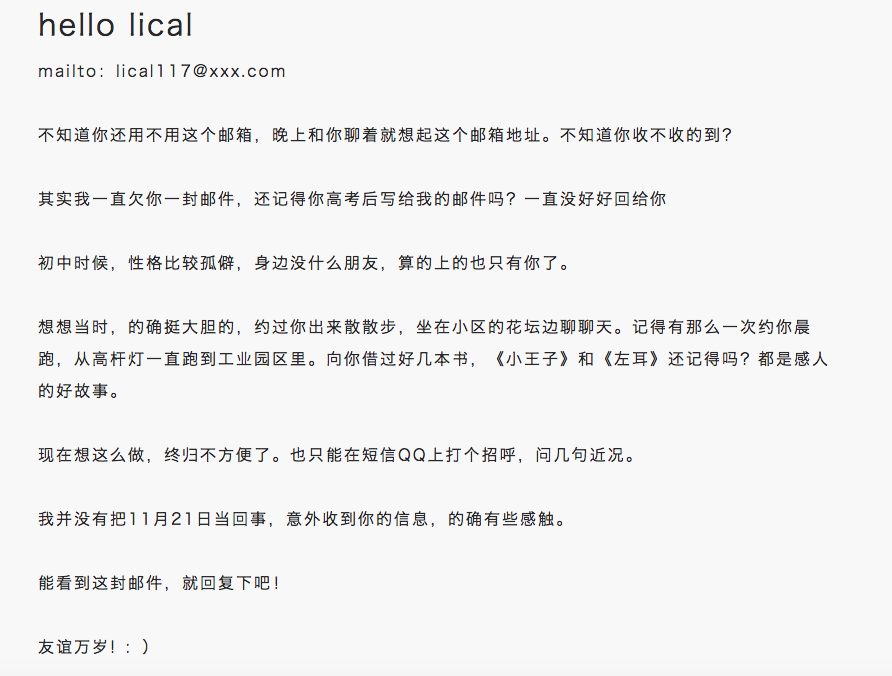 hello lical
mailto：lical117@xxx.com
不知道你还用不用这个邮箱，晚上和你聊着就想起这个邮箱地址。不知道你收不收的到？
其实我一直欠你一封邮件，还记得你高考后写给我的邮件吗？一直没好好回给你
初中时候，性格比较孤僻，身边没什么朋友，算的上的也只有你了。
想想当时，的确挺大胆的，约过你出来散散步，坐在小区的花坛边聊聊天。记得有那么一次约你晨
跑，从高杆灯一直跑到工业园区里。向你借过好几本书，《小王子》和《左耳》还记得吗？都是感人
的好故事。
现在想这么做，终归不方便了。也只能在短信QQ上打个招呼，问几句近况。
我并没有把11月21日当回事，意外收到你的信息，的确有些感触。
能看到这封邮件，就回复下吧！
友谊万岁！：）